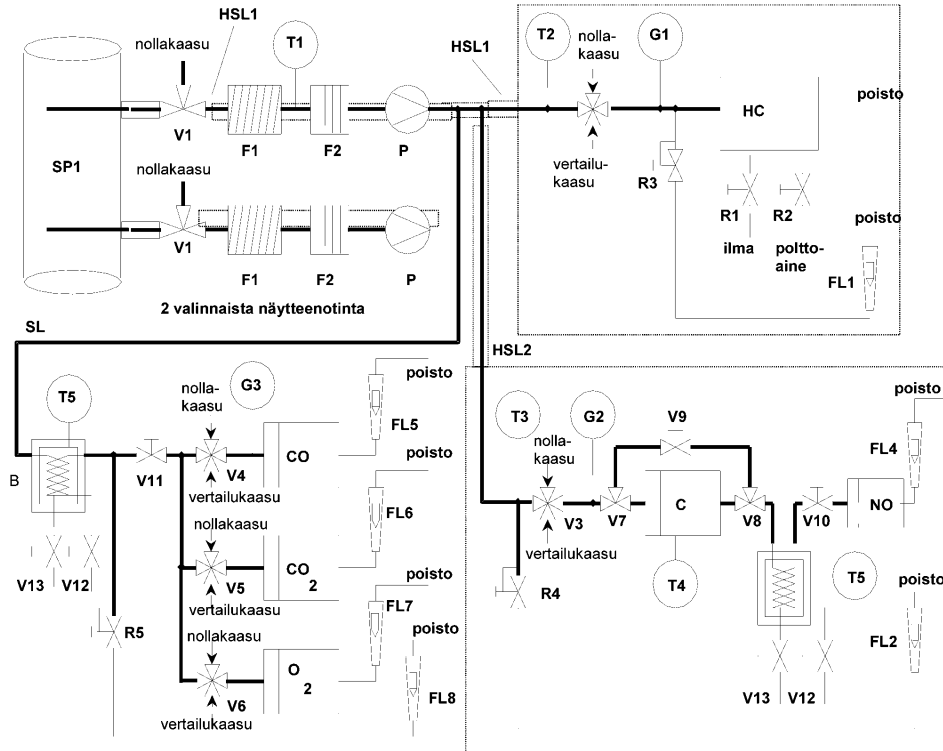 HSL1
nollakaasu
T1
V1
F1
F2
P
SP1
nollakaasu
V1
F1
F2
P
2 valinnaista näytteenotinta
HSL1
T2
nolla-
kaasu
G1
vertailu-
kaasu
R3
HC
poisto
R1
ilma
R2
poltto-
aine
poisto
FL1
SL
HSL2
T5
B
V13
V12
V11
R5
G3
nolla-
kaasu
V4
vertailukaasu
CO
poisto
FL5
nollakaasu
V5
vertailukaasu
CO
2
poisto
FL6
nollakaasu
V6
vertailukaasu
O
2
poisto
FL7
poisto
FL8
T3
nolla-
kaasu
V3
vertailukaasu
R4
G2
V9
V7
C
V8
T4
V10
NO
poisto
FL4
T5
V13
V12
poisto
FL2